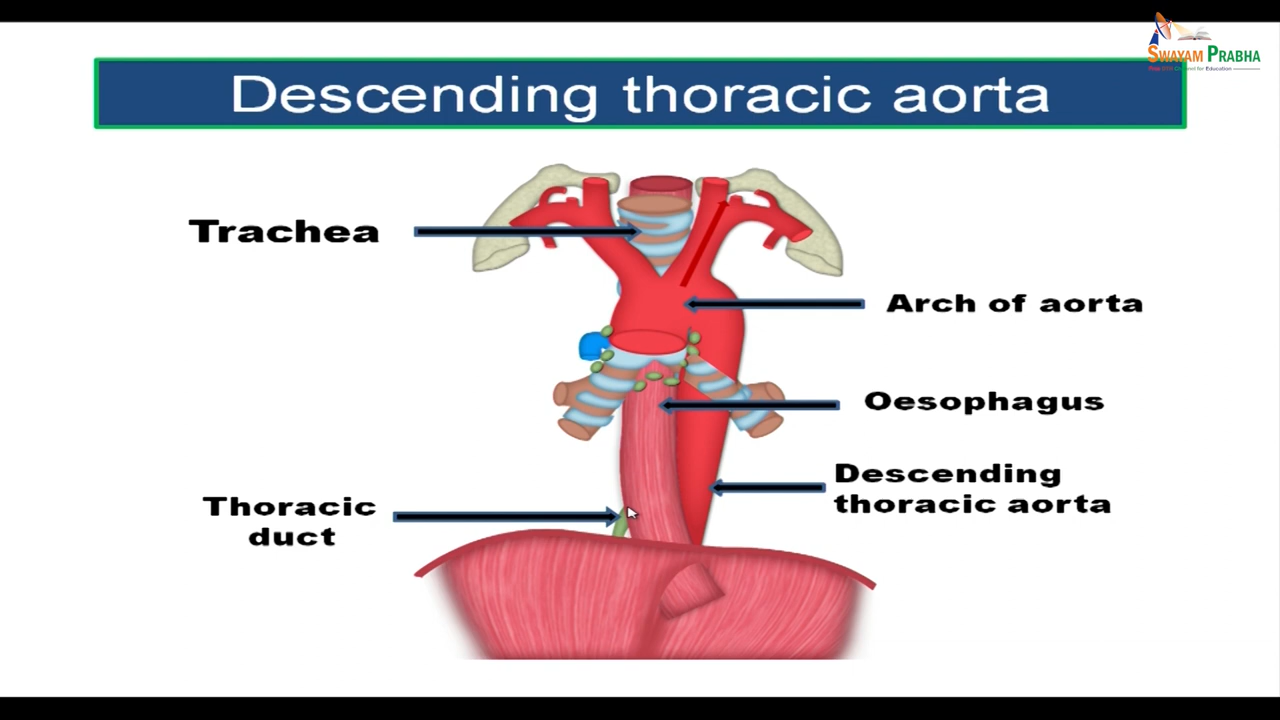 SWAYAM PRABHA
Descending thoracic aorta
Trachea
Arch of aorta
Oesophagus
Descending
thoracic aorta
Thoracic
duct